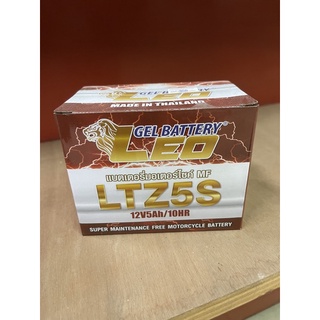 MADE IN THAILAND
GEL BATTERY
LEO
แบตเตอรี่มอเตอร์ไซค์ MF
LTZ5S
12V5Ah/10HR
SUPER MAINTENANCE FREE MOTORCYCLE BATTERY